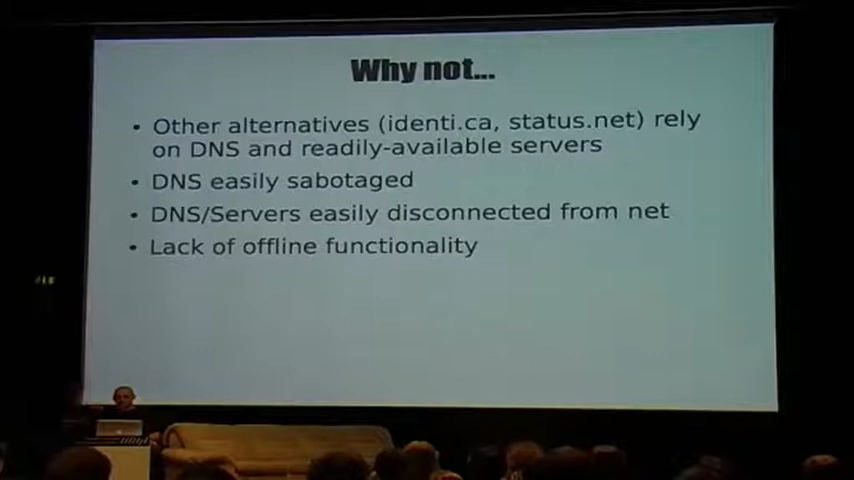 Why not...
• Other alternatives (identi.ca, status.net) rely
on DNS and readily-available servers
• DNS easily sabotaged
• DNS/Servers easily disconnected from net
• Lack of offline functionality